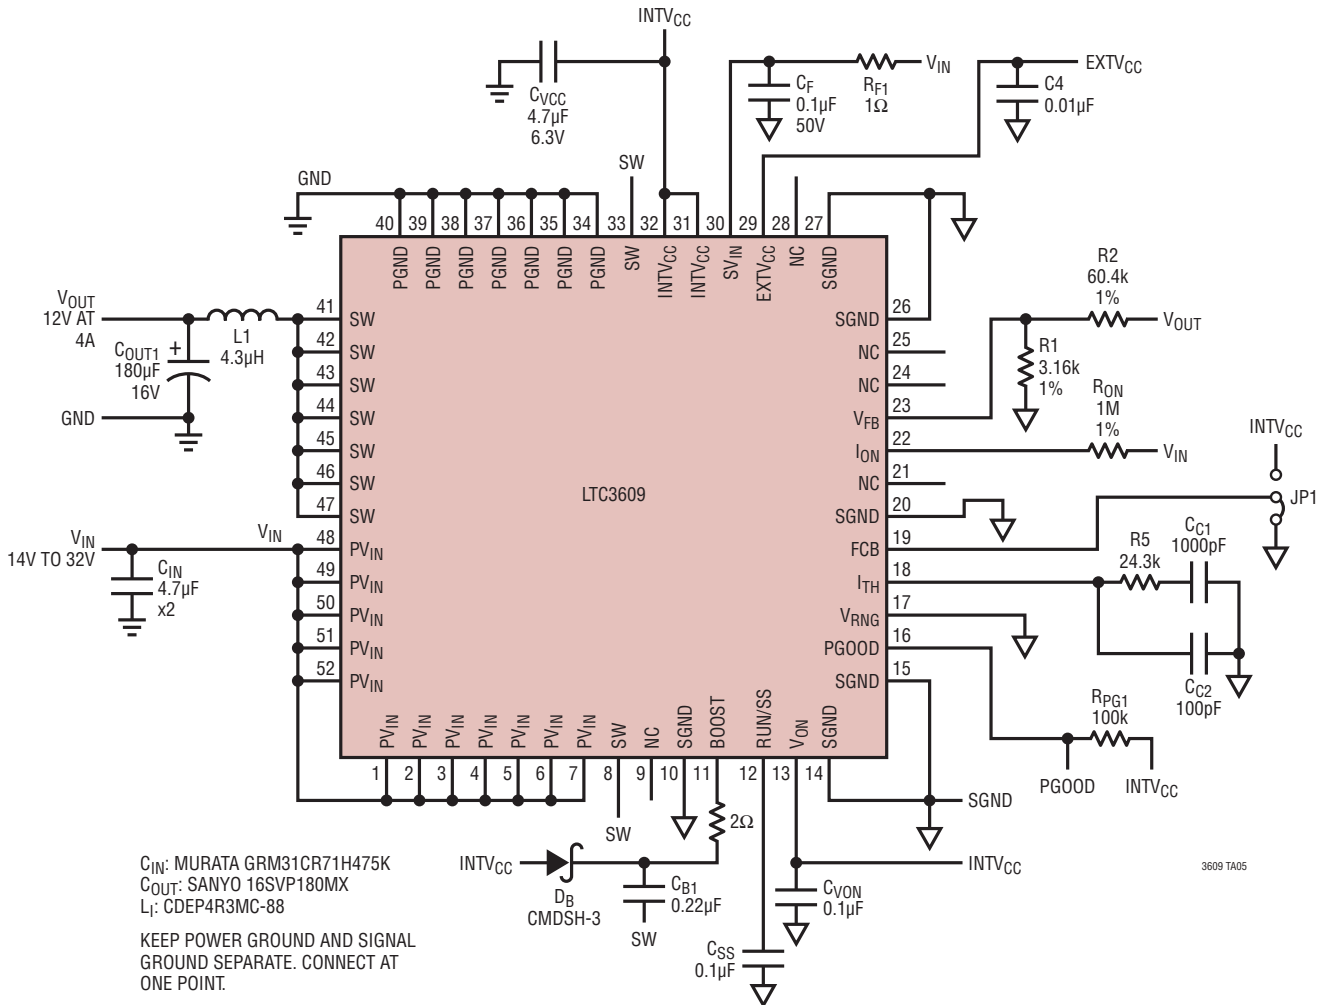 INTVCC
CVCC
4.7µF
6.3V
CF
0.1µF
50V
RF1
1Ω
VIN
EXTVCC
C4
0.01µF
SW
GND
40 39 38 37 36 35 34 33 32 31 30 29 28 27
PGND PGND PGND PGND PGND PGND PGND SW INTVCC INTVCC SVIN EXTVCC NC SGND
VOUT
12V AT
4A
COUT1
180µF
16V
+
L1
4.3µH
GND
41 SW
42 SW
43 SW
44 SW
45 SW
46 SW
47 SW
VIN
14V TO 32V
CIN
4.7µF
x2
VIN
48 PVIN
49 PVIN
50 PVIN
51 PVIN
52 PVIN
LTC3609
SGND 26
NC 25
NC 24
VFB 23
ION 22
NC 21
SGND 20
FCB 19
ITH 18
VRNG 17
PGOOD 16
SGND 15
R2
60.4k
1%
VOUT
R1
3.16k
1%
RON
1M
1%
VIN
INTVCC
JP1
R5
24.3k
CC1
1000pF
CC2
100pF
RPG1
100k
PGOOD
INTVCC
PVIN PVIN PVIN PVIN PVIN PVIN PVIN SW NC SGND BOOST RUN/SS VON SGND
1 2 3 4 5 6 7 8 9 10 11 12 13 14
SW
2Ω
SGND
INTVCC
DB
CMDSH-3
CB1
0.22µF
SW
INTVCC
CVON
0.1µF
CSS
0.1µF
3609 TA05
CIN: MURATA GRM31CR71H475K
COUT: SANYO 16SVP180MX
LI: CDEP4R3MC-88
KEEP POWER GROUND AND SIGNAL
GROUND SEPARATE. CONNECT AT
ONE POINT.